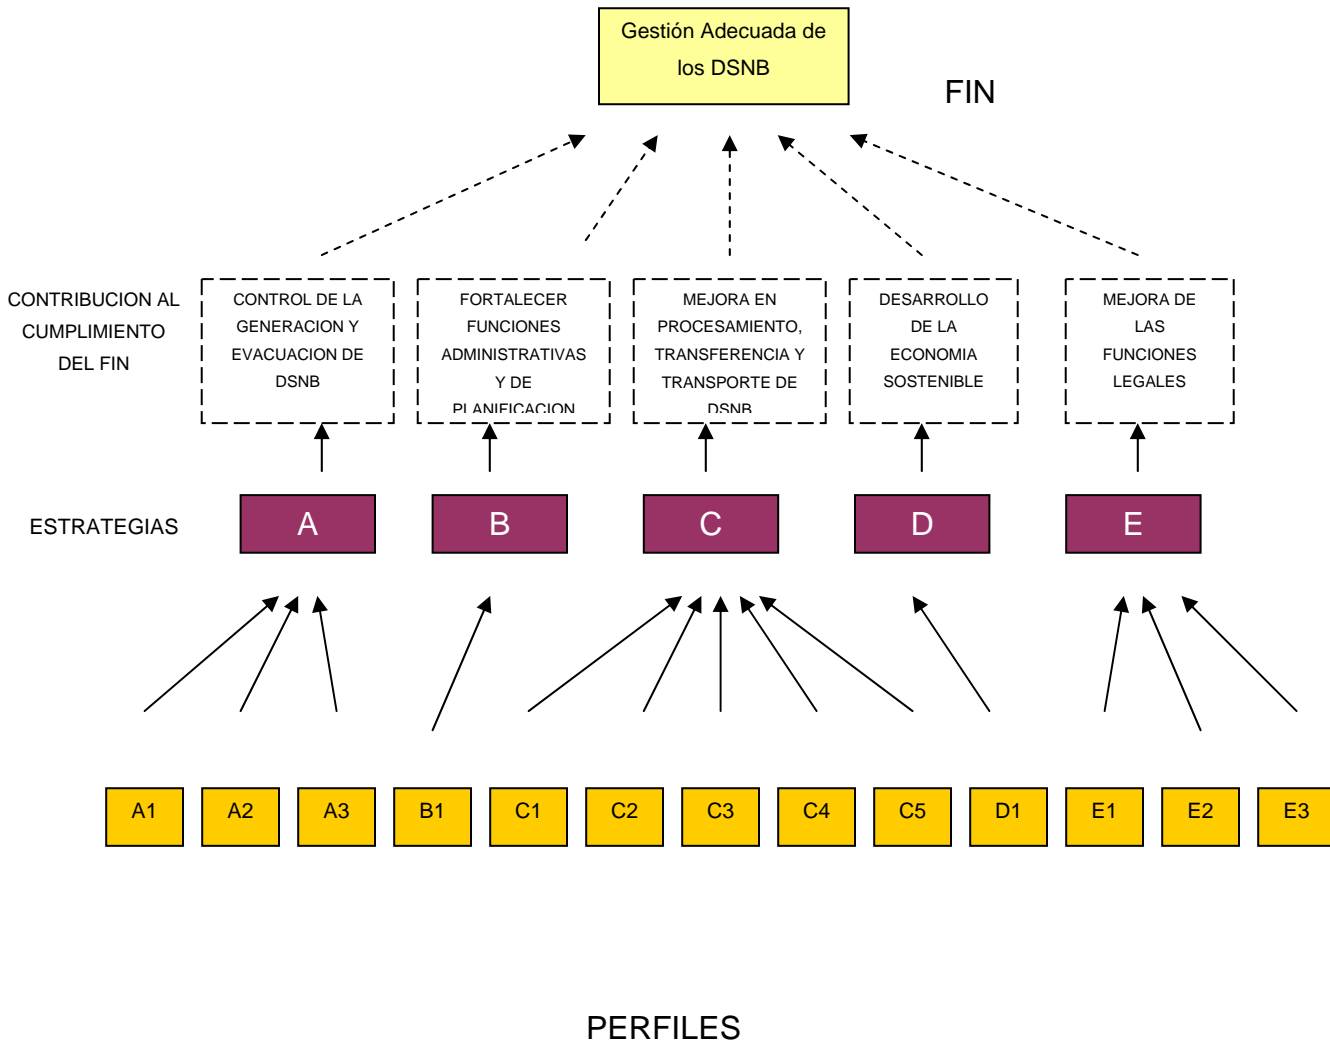 Gestión Adecuada de
los DSNB
FIN
CONTRIBUCION AL
CUMPLIMIENTO
DEL FIN
CONTROL DE LA
GENERACION Y
EVACUACION DE
DSNB
FORTALECER
FUNCIONES
ADMINISTRATIVAS
Y DE
PLANIFICACION
MEJORA EN
PROCESAMIENTO,
TRANSFERENCIA Y
TRANSPORTE DE
DSNB
DESARROLLO
DE LA
ECONOMIA
SOSTENIBLE
MEJORA DE
LAS
FUNCIONES
LEGALES
ESTRATEGIAS
A
B
C
D
E
A1
A2
A3
B1
C1
C2
C3
C4
C5
D1
E1
E2
E3
PERFILES